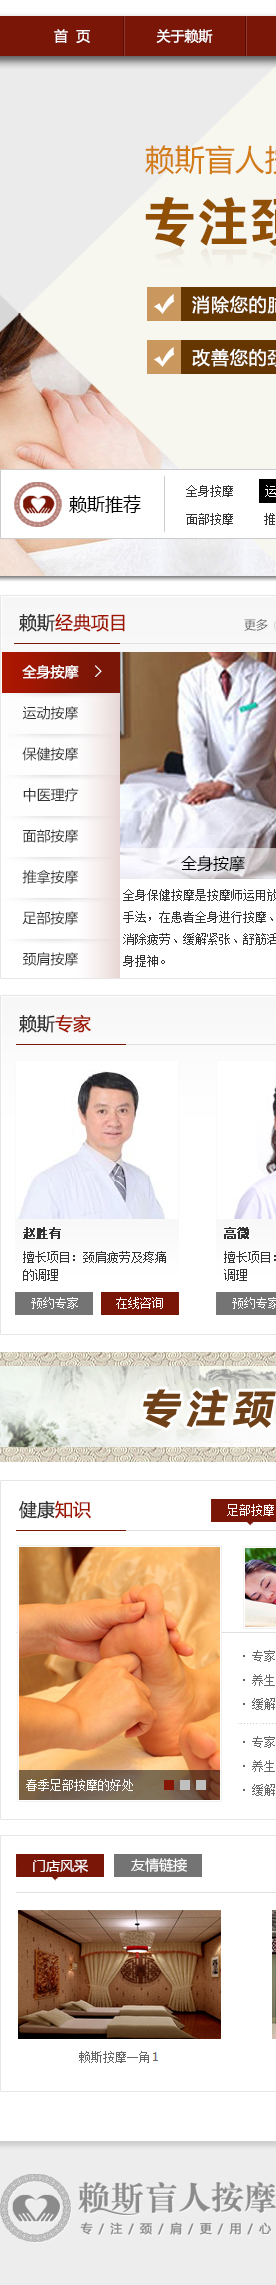 首 页 关于赖斯
赖斯盲人按
专注颈
消除您的
改善您的颈
赖斯推荐
全身按摩 运
面部按摩 推
赖斯经典项目 更多
全身按摩
运动按摩
保健按摩
中医理疗
面部按摩
推拿按摩
足部按摩
颈肩按摩
全身按摩
全身保健按摩是按摩师运用放
手法，在患者全身进行按摩、
消除疲劳、缓解紧张、舒筋活
身提神。
赖斯专家
赵胜有 高微
擅长项目：颈肩疲劳及疼痛 擅长项目：
的调理 调理
预约专家 在线咨询 预约专家
专注颈
健康知识 足部按摩
· 专家
· 养生
· 缓解
· 专家
· 养生
· 缓解
春季足部按摩的好处
门店风采 友情链接
赖斯按摩一角1
赖斯盲人按摩
专/注/颈/肩/更/用/心